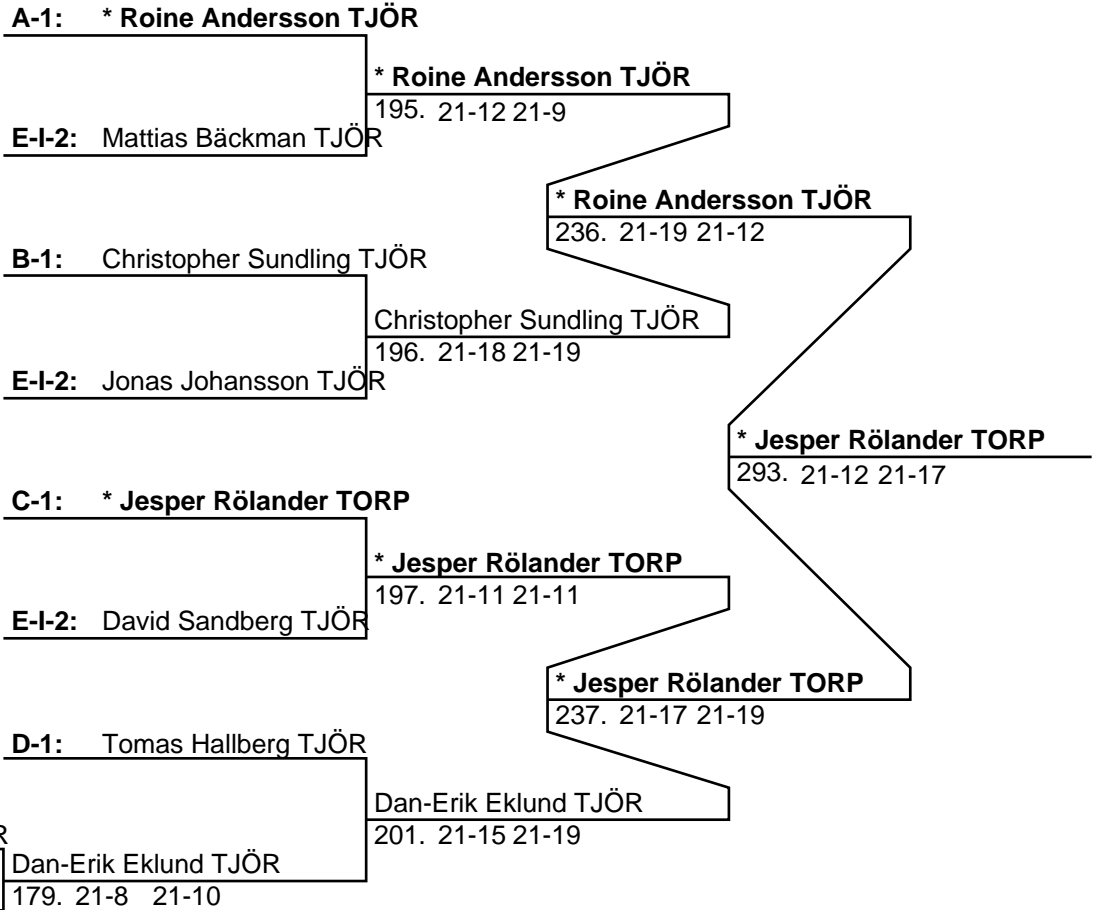 A-1: * Roine Andersson TJÖR
* Roine Andersson TJÖR
195. 21-12 21-9
E-I-2: Mattias Bäckman TJÖR
* Roine Andersson TJÖR
236. 21-19 21-12
B-1: Christopher Sundling TJÖR
Christopher Sundling TJÖR
196. 21-18 21-19
E-I-2: Jonas Johansson TJÖR
* Jesper Rölander TORP
293. 21-12 21-17
C-1: * Jesper Rölander TORP
* Jesper Rölander TORP
197. 21-11 21-11
E-I-2: David Sandberg TJÖR
* Jesper Rölander TORP
237. 21-17 21-19
D-1: Tomas Hallberg TJÖR
Dan-Erik Eklund TJÖR
201. 21-15 21-19
Dan-Erik Eklund TJÖR
179. 21-8 21-10